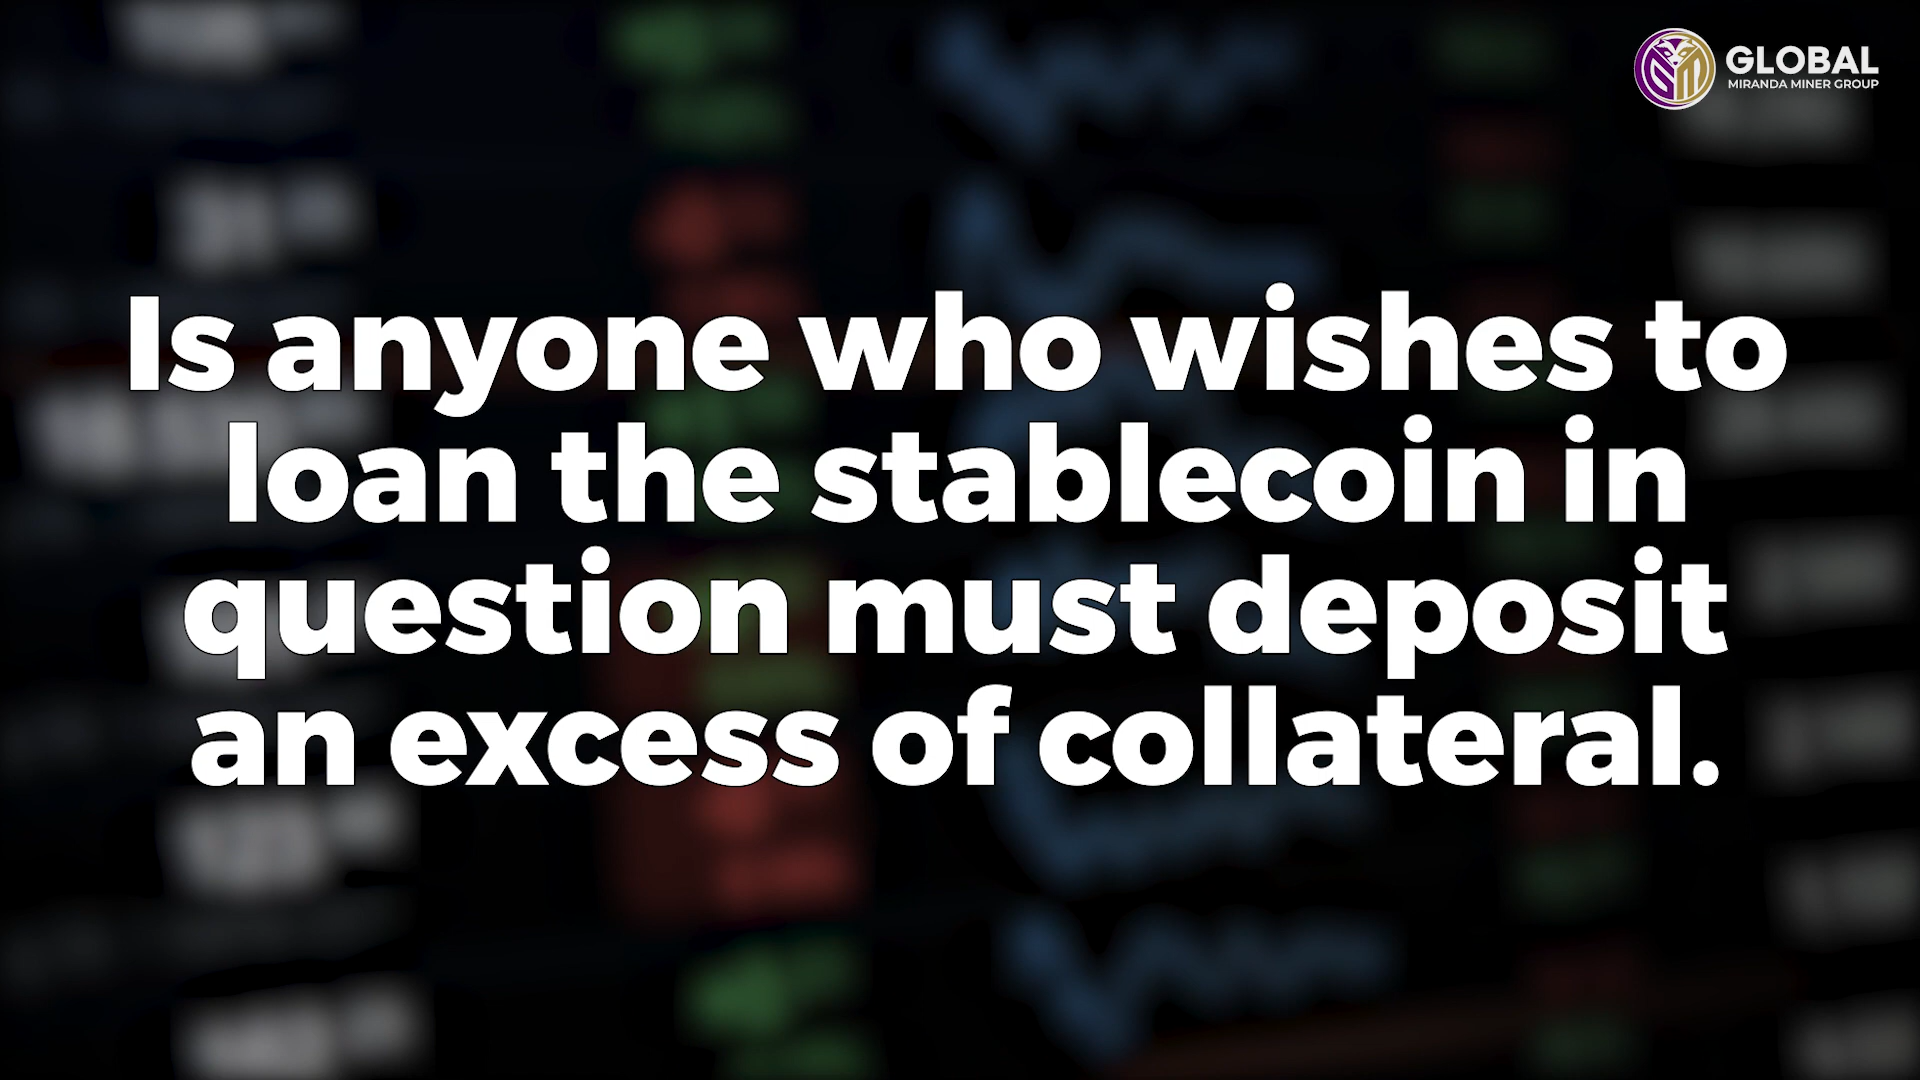 GLOBAL
MIRANDA MINER GROUP
Is anyone who wishes to
loan the stablecoin in
question must deposit
an excess of collateral.